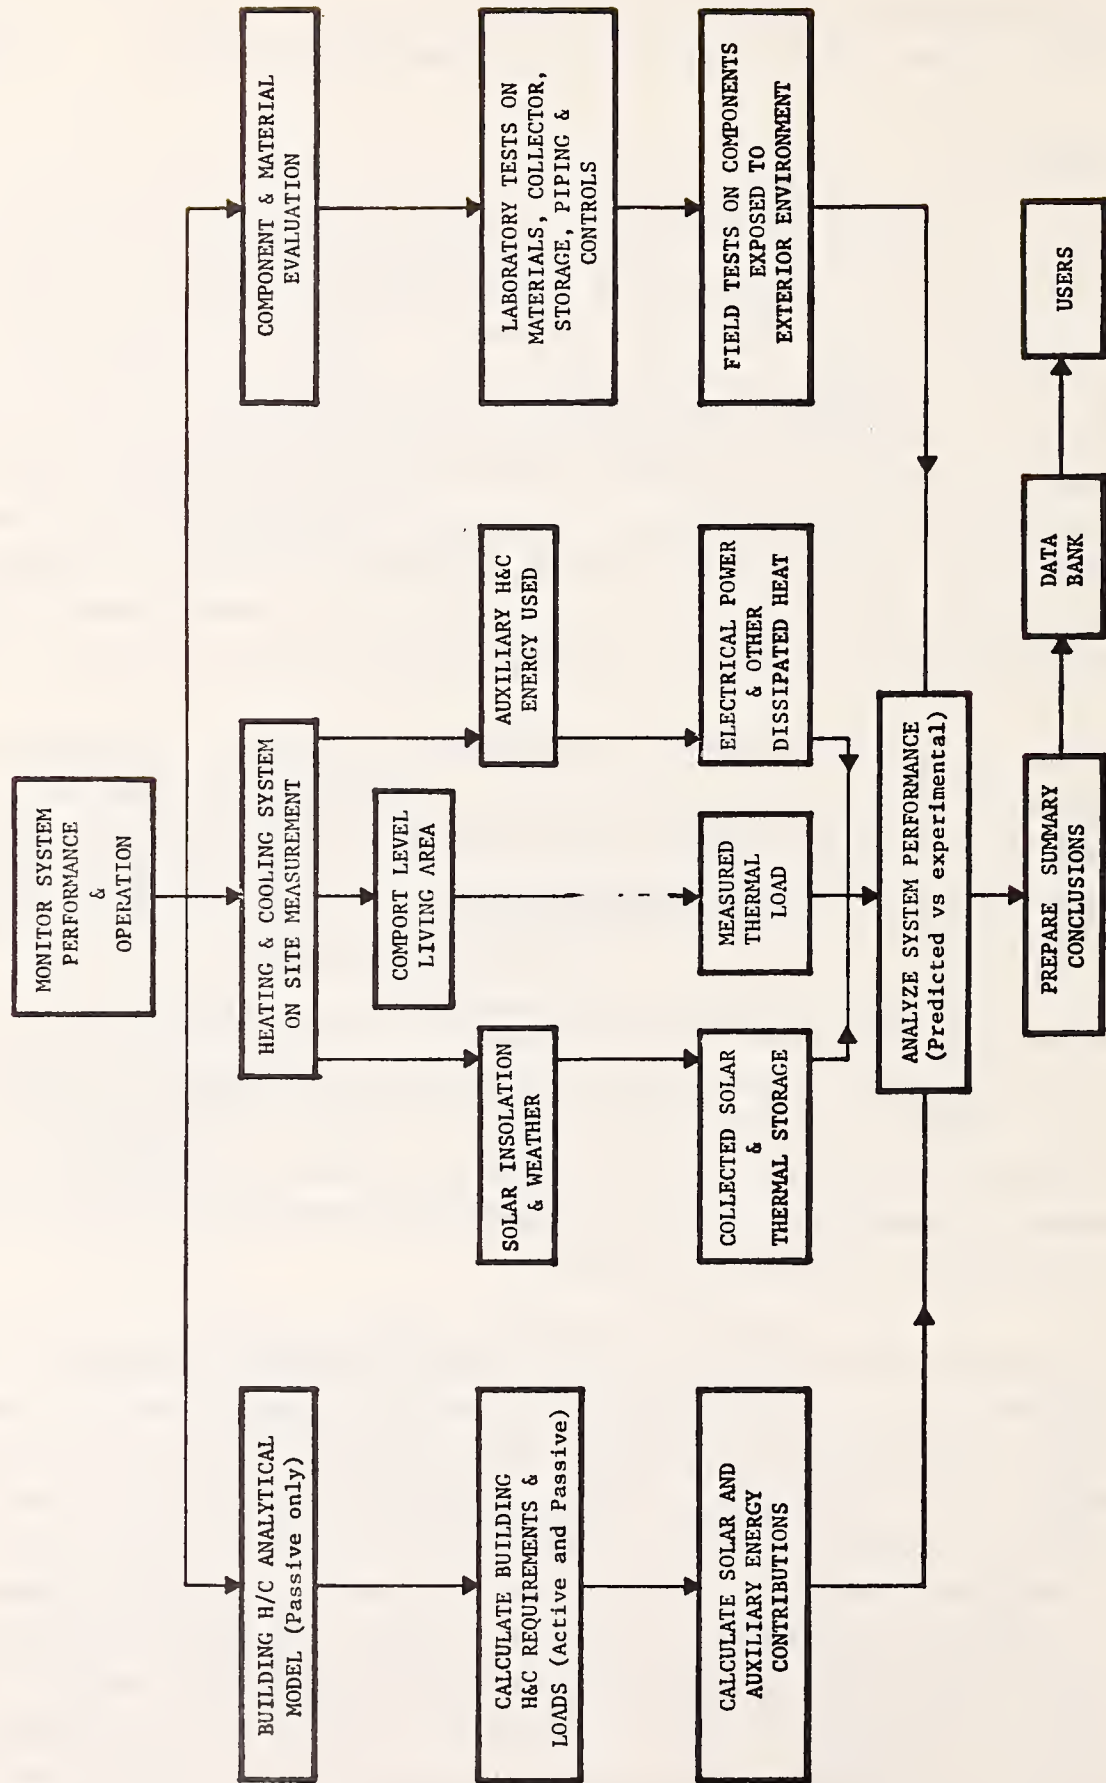 MONITOR SYSTEM
PERFORMANCE
&
OPERATION
BUILDING H/C ANALYTICAL
MODEL (Passive only)
HEATING & COOLING SYSTEM
ON SITE MEASUREMENT
COMPONENT & MATERIAL
EVALUATION
COMPORT LEVEL
LIVING AREA
CALCULATE BUILDING
H&C REQUIREMENTS &
LOADS (Active and Passive)
SOLAR INSOLATION
& WEATHER
AUXILIARY H&C
ENERGY USED
LABORATORY TESTS ON
MATERIALS, COLLECTOR,
STORAGE, PIPING &
CONTROLS
CALCULATE SOLAR AND
AUXILIARY ENERGY
CONTRIBUTIONS
COLLECTED SOLAR
&
THERMAL STORAGE
MEASURED
THERMAL
LOAD
ELECTRICAL POWER
& OTHER
DISSIPATED HEAT
FIELD TESTS ON COMPONENTS
EXPOSED TO
EXTERIOR ENVIRONMENT
ANALYZE SYSTEM PERFORMANCE
(Predicted vs experimental)
PREPARE SUMMARY
CONCLUSIONS
DATA
BANK
USERS